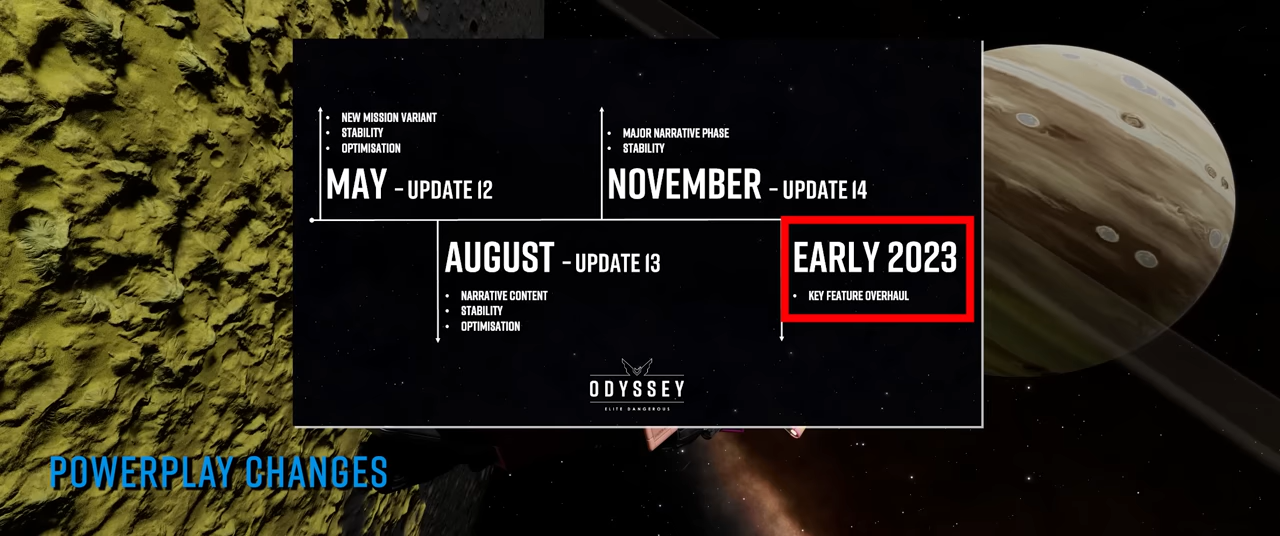 • NEW MISSION VARIANT
• STABILITY
• OPTIMISATION
MAY – UPDATE 12
• MAJOR NARRATIVE PHASE
• STABILITY
NOVEMBER – UPDATE 14
AUGUST – UPDATE 13
• NARRATIVE CONTENT
• STABILITY
• OPTIMISATION
EARLY 2023
• KEY FEATURE OVERHAUL
ODYSSEY
ELITE DANGEROUS
POWERPLAY CHANGES